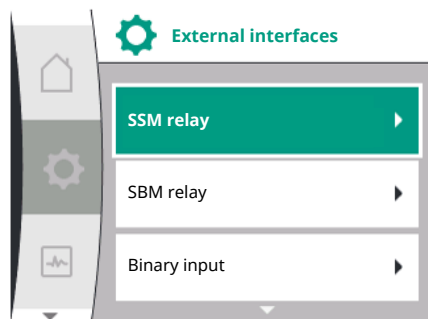 External interfaces
SSM relay
SBM relay
Binary input